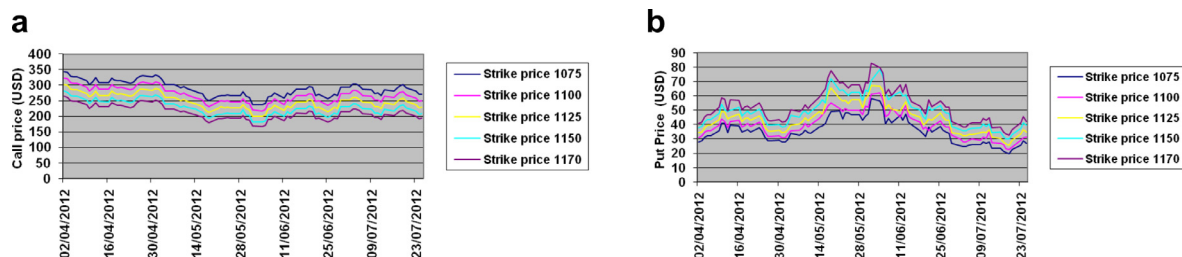 a
Call price (USD)
400
350
300
250
200
150
100
50
0
02/04/2012
16/04/2012
30/04/2012
14/05/2012
28/05/2012
11/06/2012
25/06/2012
09/07/2012
23/07/2012
Strike price 1075
Strike price 1100
Strike price 1125
Strike price 1150
Strike price 1170
b
Put Price (USD)
90
80
70
60
50
40
30
20
10
0
02/04/2012
16/04/2012
30/04/2012
14/05/2012
28/05/2012
11/06/2012
25/06/2012
09/07/2012
23/07/2012
Strike price 1075
Strike price 1100
Strike price 1125
Strike price 1150
Strike price 1170